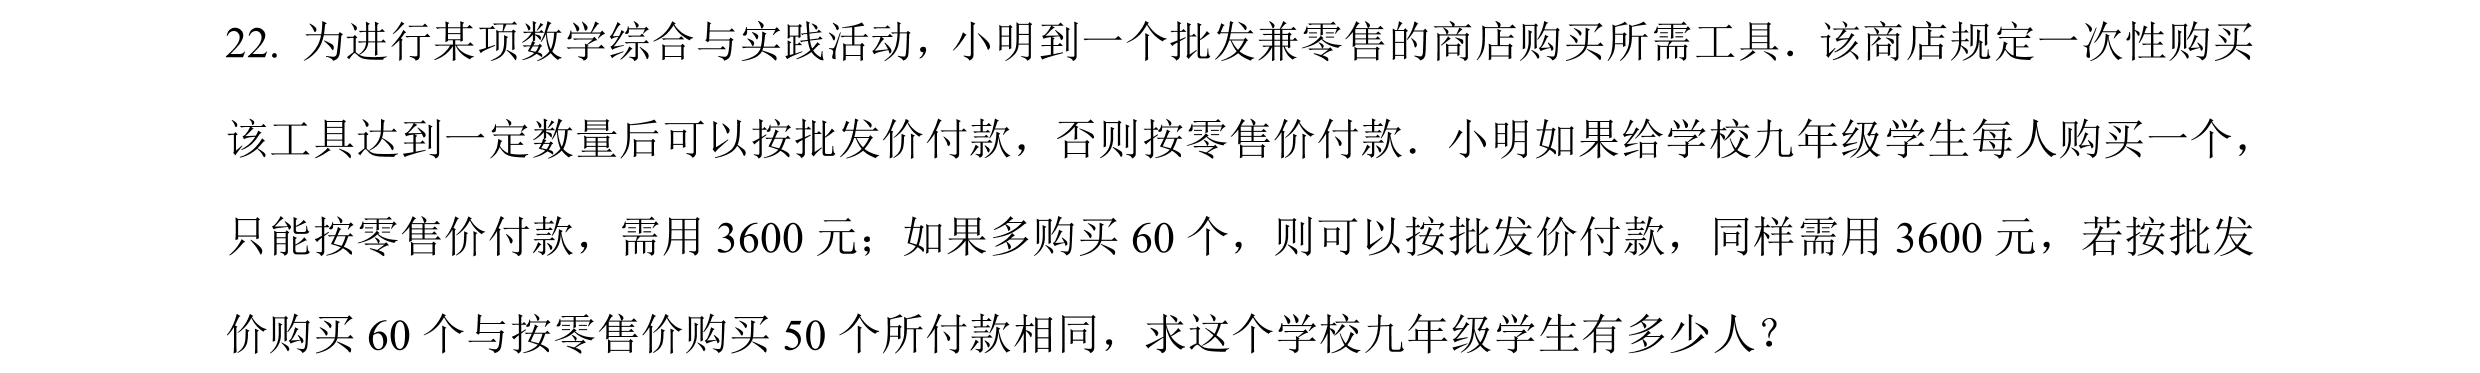 22. 为进行某项数学综合与实践活动，小明到一个批发兼零售的商店购买所需工具．该商店规定一次性购买
该工具达到一定数量后可以按批发价付款，否则按零售价付款．小明如果给学校九年级学生每人购买一个，
只能按零售价付款，需用 3600 元；如果多购买 60 个，则可以按批发价付款，同样需用 3600 元，若按批发
价购买 60 个与按零售价购买 50 个所付款相同，求这个学校九年级学生有多少人？